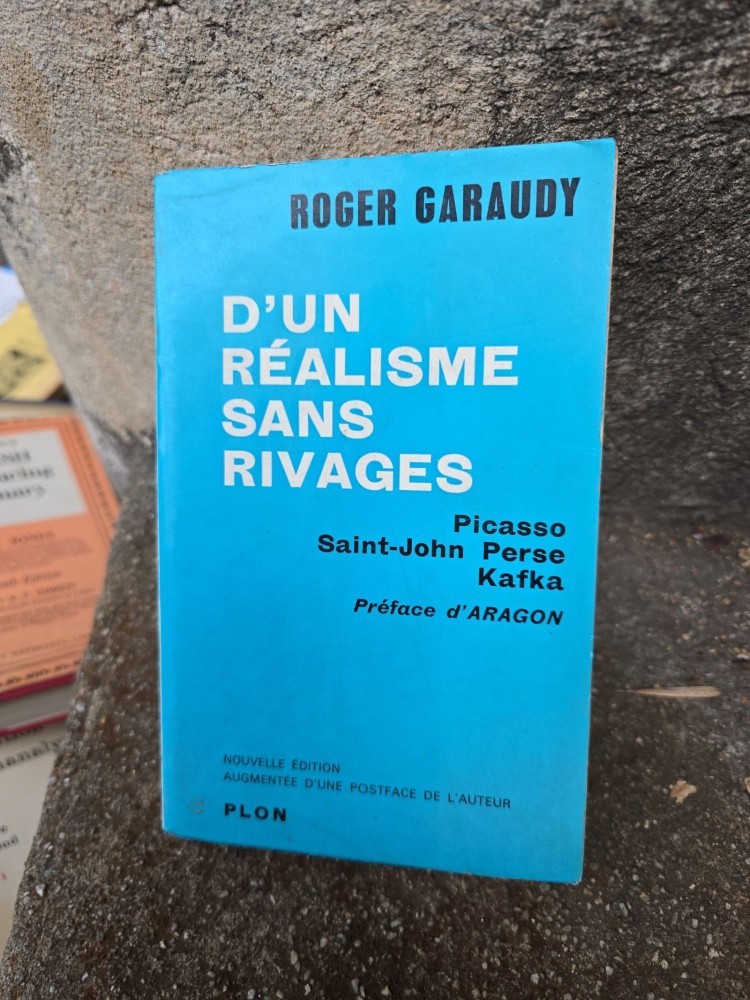 ROGER GARAUDY
D'UN
RÉALISME
SANS
RIVAGES
Picasso
Saint-John Perse
Kafka
Préface d'ARAGON
NOUVELLE ÉDITION
AUGMENTÉE D'UNE POSTFACE DE L'AUTEUR
PLON